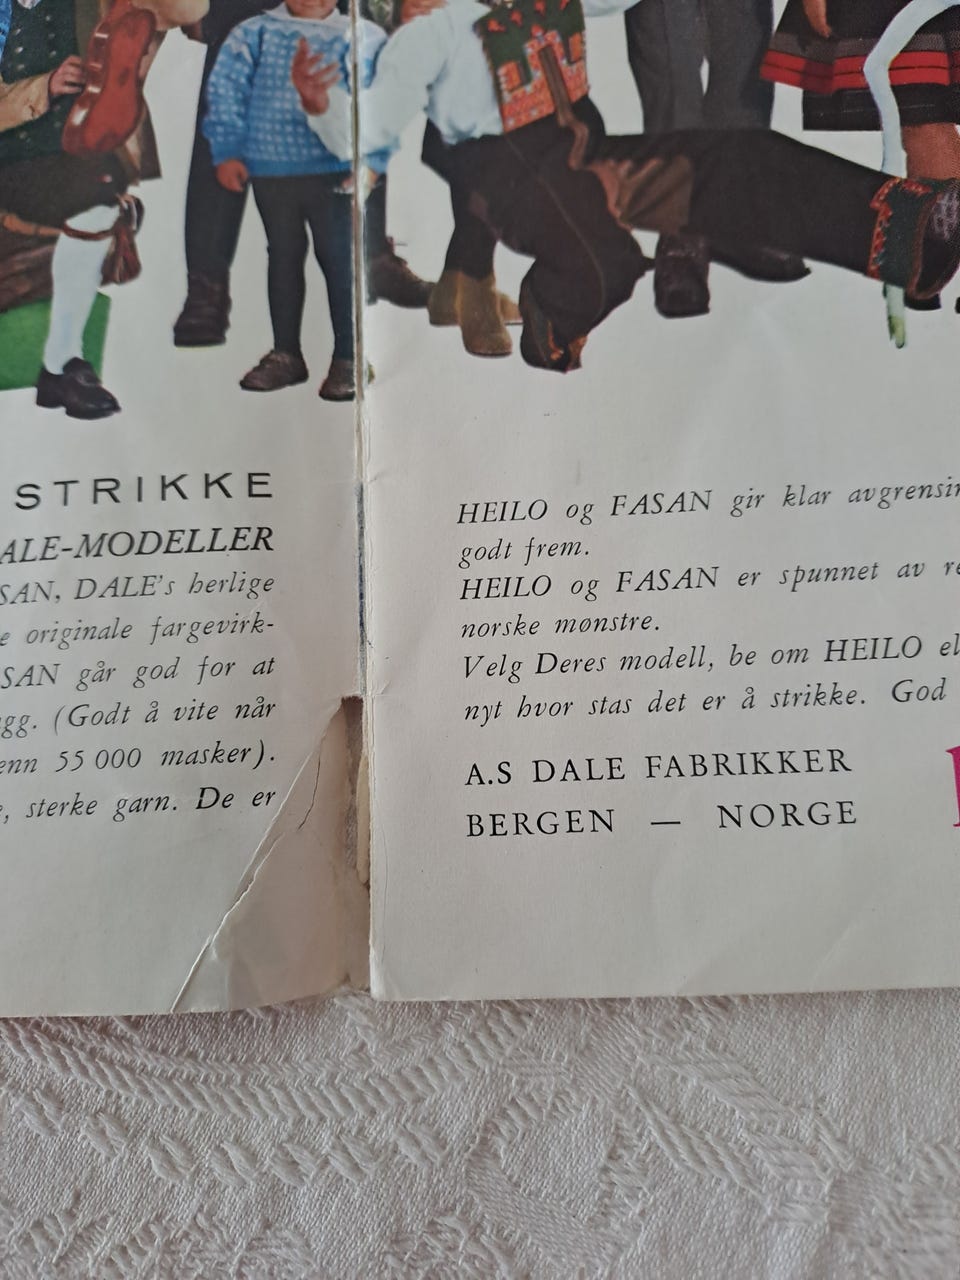 STRIKKE
ALE-MODELLER
SAN, DALE's herlige
e originale fargevirk-
SAN går god for at
gg. (Godt å vite når
enn 55 000 masker).
, sterke garn. De er
HEILO og FASAN gir klar avgrensin
godt frem.
HEILO og FASAN er spunnet av re
norske mønstre.
Velg Deres modell, be om HEILO el
nyt hvor stas det er å strikke. God
A.S DALE FABRIKKER
BERGEN — NORGE